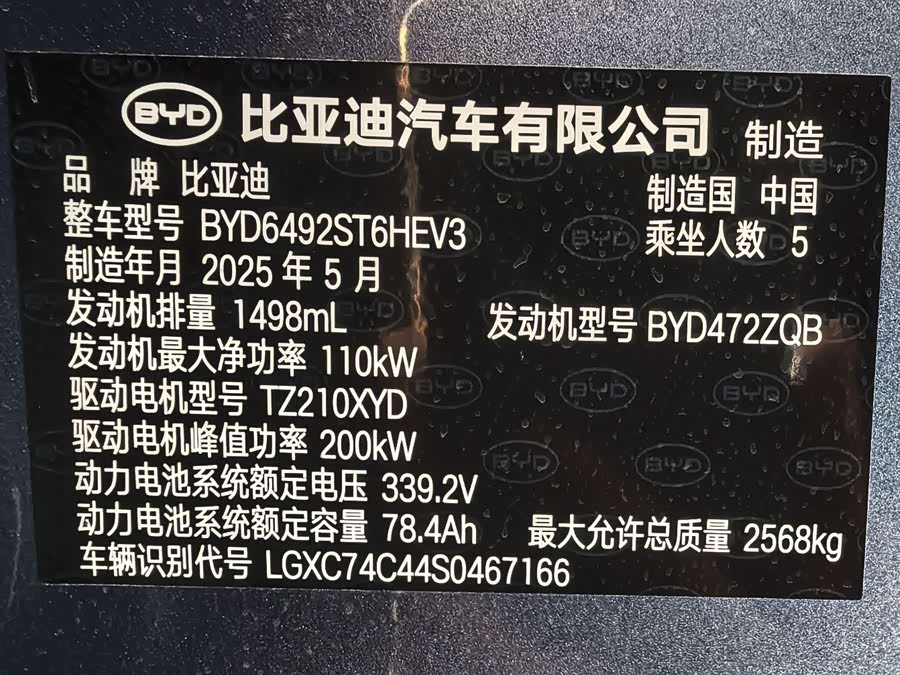 BYD 比亚迪汽车有限公司 制造
品 牌 比亚迪 制造国 中国
整车型号 BYD6492ST6HEV3 乘坐人数 5
制造年月 2025 年 5 月
发动机排量 1498mL 发动机型号 BYD472ZQB
发动机最大净功率 110kW
驱动电机型号 TZ210XYD
驱动电机峰值功率 200kW
动力电池系统额定电压 339.2V
动力电池系统额定容量 78.4Ah 最大允许总质量 2568kg
车辆识别代号 LGXC74C44S0467166